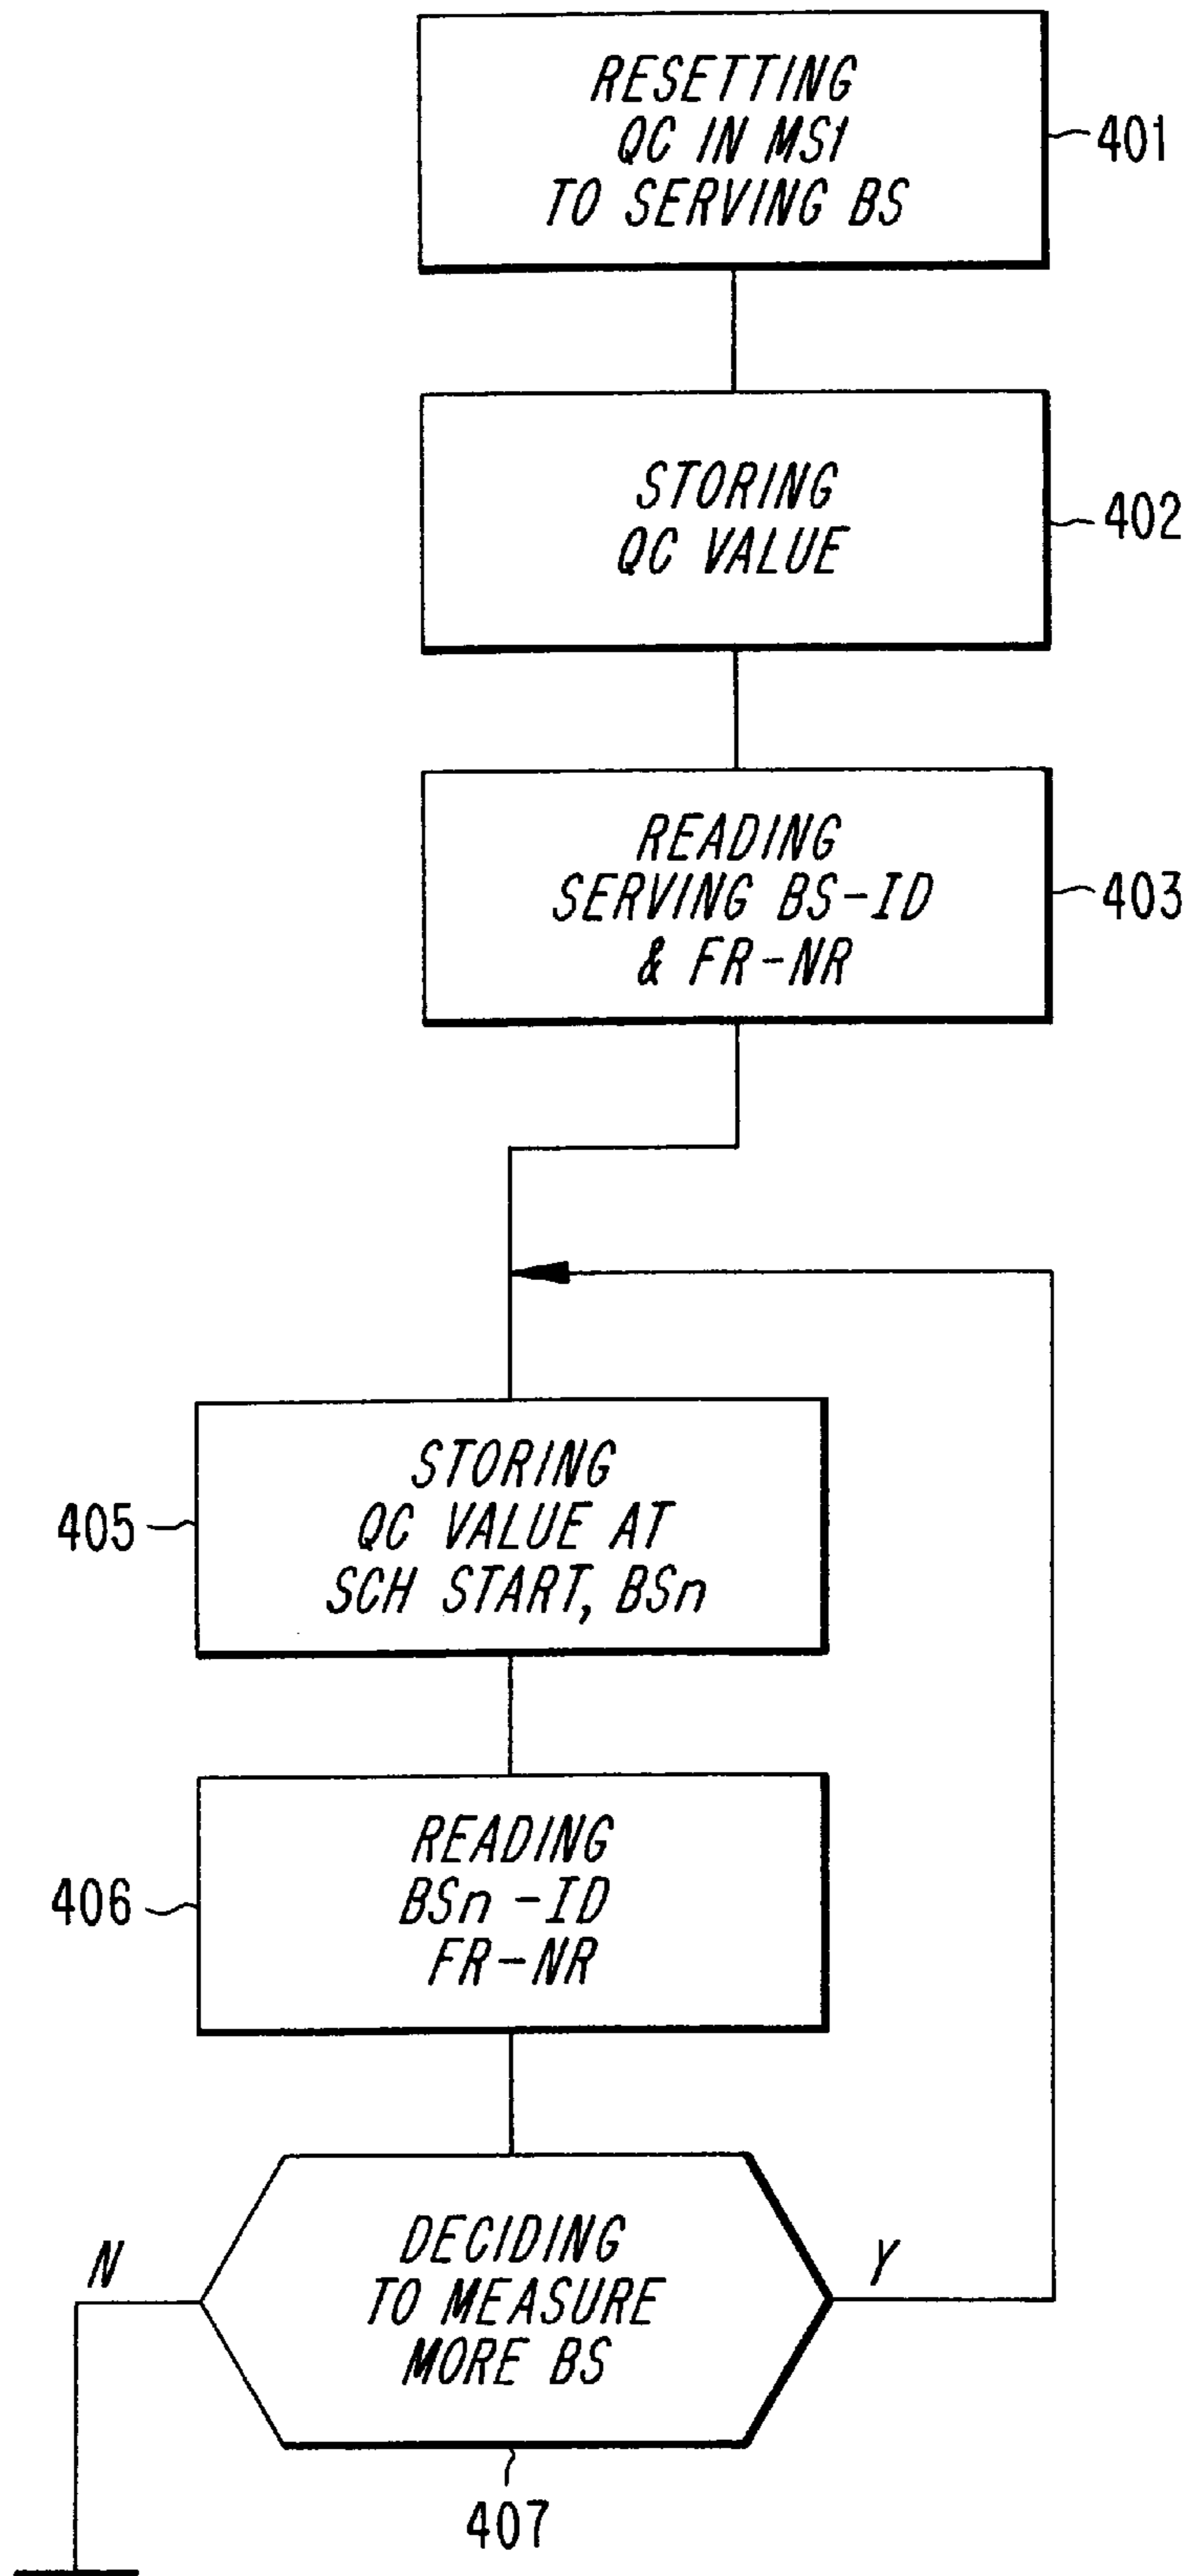 RESETTING
QC IN MS1
TO SERVING BS
401
STORING
QC VALUE
402
READING
SERVING BS-ID
& FR-NR
403
STORING
QC VALUE AT
SCH START, BSn
405
READING
BSn-ID
FR-NR
406
DECIDING
TO MEASURE
MORE BS
N
Y
407